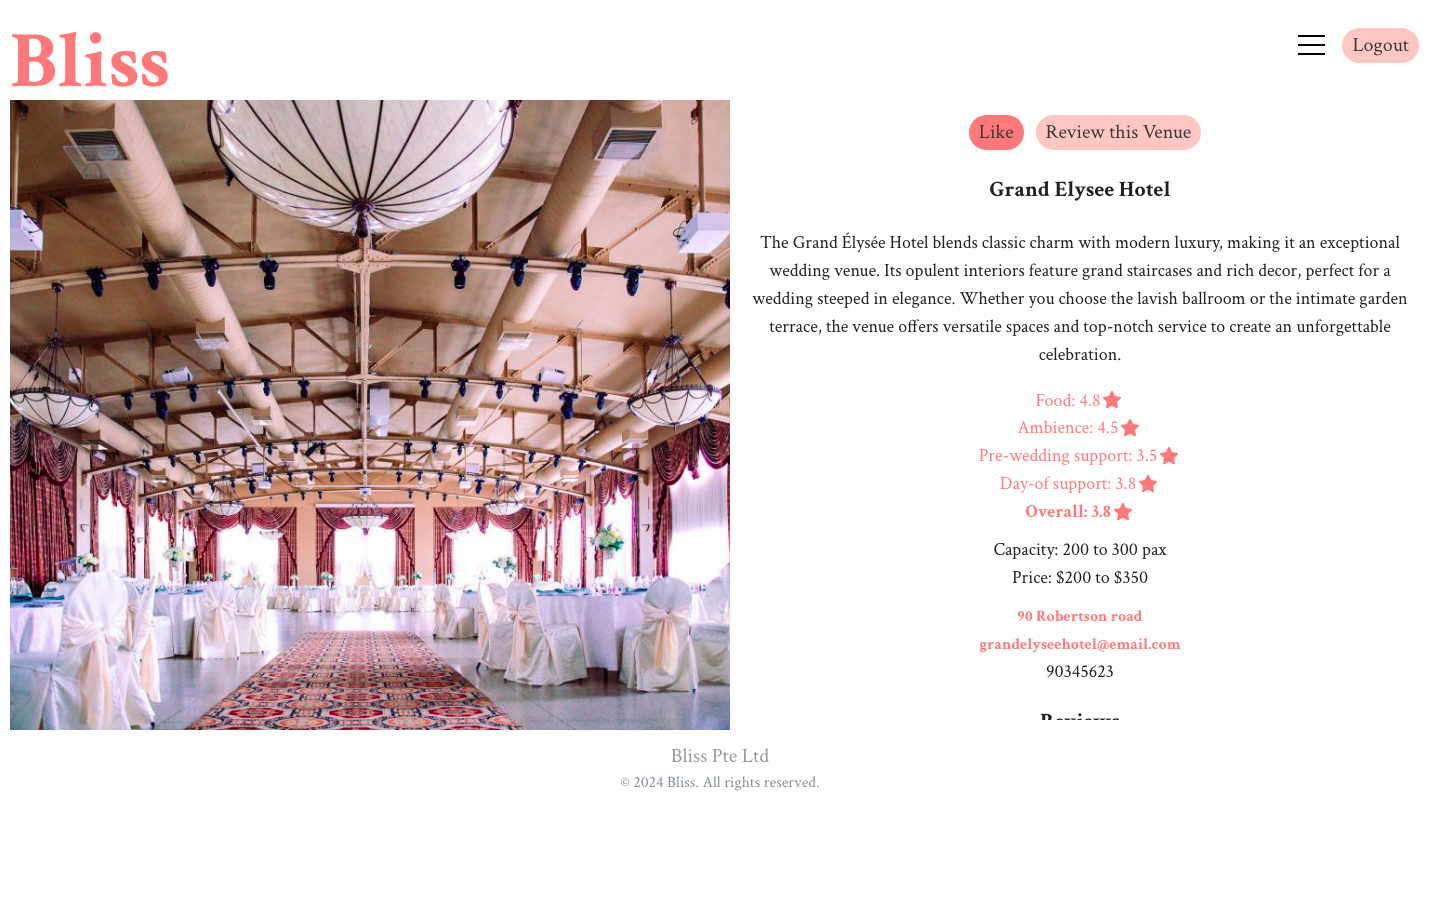 Bliss
Logout
Like
Review this Venue
Grand Elysee Hotel
The Grand Élysée Hotel blends classic charm with modern luxury, making it an exceptional
wedding venue. Its opulent interiors feature grand staircases and rich decor, perfect for a
wedding steeped in elegance. Whether you choose the lavish ballroom or the intimate garden
terrace, the venue offers versatile spaces and top-notch service to create an unforgettable
celebration.
Food: 4.8
Ambience: 4.5
Pre-wedding support: 3.5
Day-of support: 3.8
Overall: 3.8
Capacity: 200 to 300 pax
Price: $200 to $350
90 Robertson road
grandelyseehotel@email.com
90345623
Reviews
Bliss Pte Ltd
© 2024 Bliss. All rights reserved.